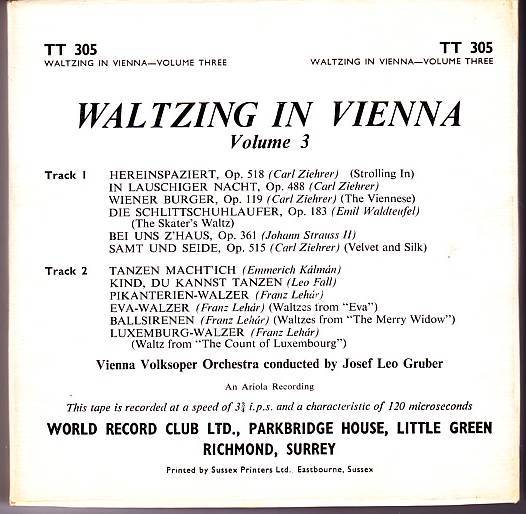 TT 305
TT 305
WALTZING IN VIENNA—VOLUME THREE
WALTZING IN VIENNA—VOLUME THREE
WALTZING IN VIENNA
Volume 3
Track 1 HEREINSPAZIERT, Op. 518 (Carl Ziehrer) (Strolling In)
IN LAUSCHIGER NACHT, Op. 488 (Carl Ziehrer)
WIENER BURGER, Op. 119 (Carl Ziehrer) (The Viennese)
DIE SCHLITTSCHUHLAUFER, Op. 183 (Emil Waldteufel)
(The Skater's Waltz)
BEI UNS Z'HAUS, Op. 361 (Johann Strauss II)
SAMT UND SEIDE, Op. 515 (Carl Ziehrer) (Velvet and Silk)
Track 2 TANZEN MACHT'ICH (Emmerich Kálmán)
KIND, DU KANNST TANZEN (Leo Fall)
PIKANTERIEN-WALZER (Franz Lehár)
EVA-WALZER (Franz Lehár) (Waltzes from "Eva")
BALLSIRENEN (Franz Lehár) (Waltzes from "The Merry Widow")
LUXEMBURG-WALZER (Franz Lehár)
(Waltz from "The Count of Luxembourg")
Vienna Volksoper Orchestra conducted by Josef Leo Gruber
An Ariola Recording
This tape is recorded at a speed of 3¾ i.p.s. and a characteristic of 120 microseconds
WORLD RECORD CLUB LTD., PARKBRIDGE HOUSE, LITTLE GREEN
RICHMOND, SURREY
Printed by Sussex Printers Ltd. Eastbourne, Sussex